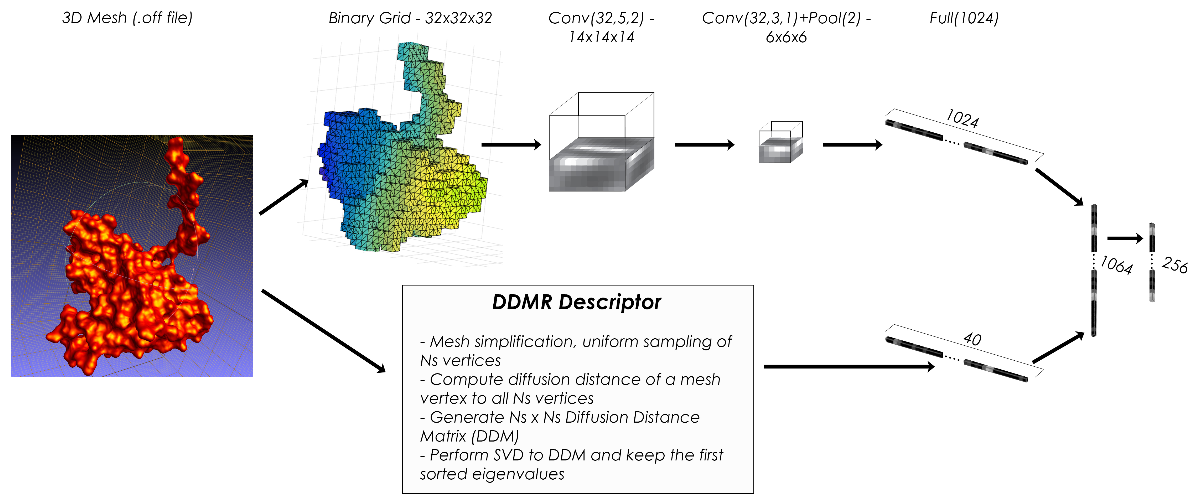 3D Mesh (.off file)
Binary Grid - 32x32x32
Conv(32,5,2) -
14x14x14
Conv(32,3,1)+Pool(2) -
6x6x6
Full(1024)
1024
1064
256
DDMR Descriptor
- Mesh simplification, uniform sampling of
Ns vertices
- Compute diffusion distance of a mesh
vertex to all Ns vertices
- Generate Ns x Ns Diffusion Distance
Matrix (DDM)
- Perform SVD to DDM and keep the first
sorted eigenvalues
40